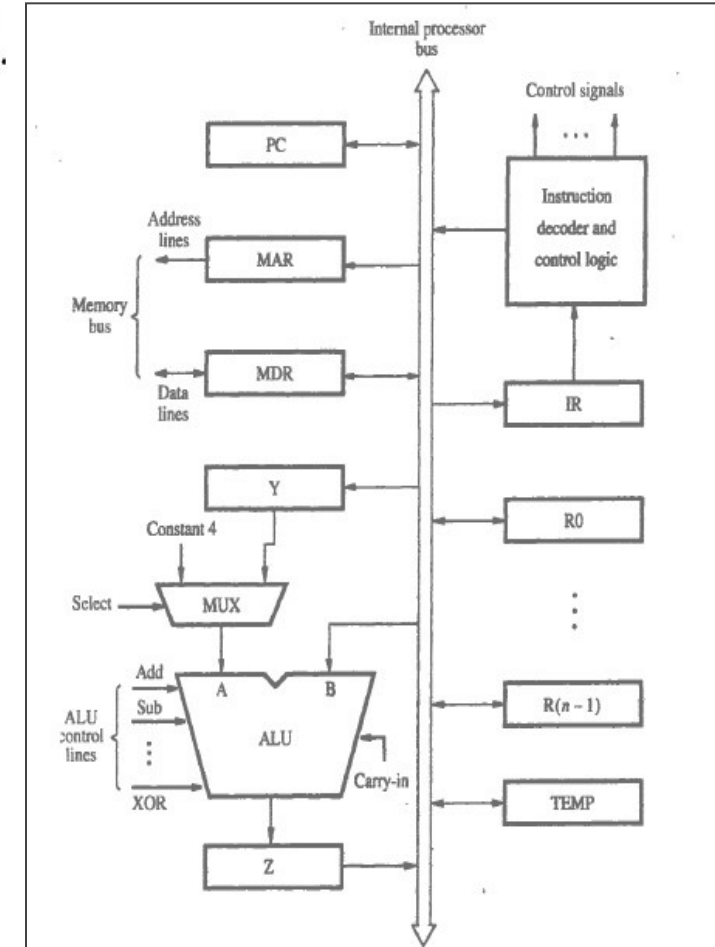 Internal processor
bus
Control signals
...
PC
Instruction
decoder and
control logic
Address
lines
MAR
Memory
bus
MDR
Data
lines
IR
Y
R0
Constant 4
Select
MUX
Add
A
B
R(n − 1)
Sub
ALU
control
lines
ALU
Carry-in
XOR
TEMP
Z